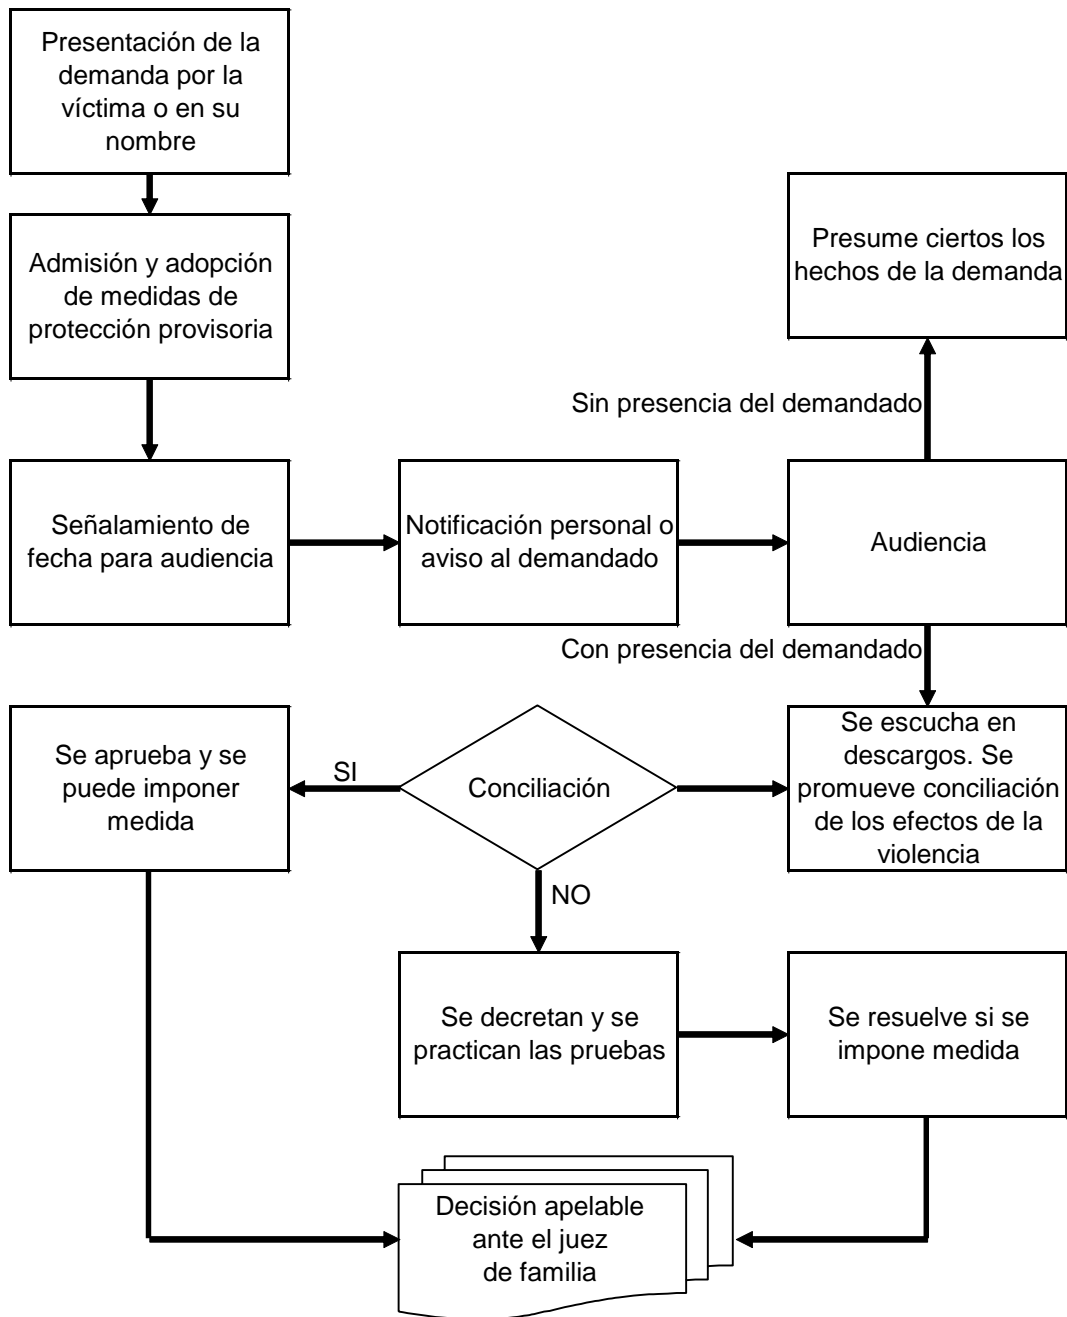 Presentación de la
demanda por la
víctima o en su
nombre
Admisión y adopción
de medidas de
protección provisoria
Presume ciertos los
hechos de la demanda
Sin presencia del demandado
Señalamiento de
fecha para audiencia
Notificación personal o
aviso al demandado
Audiencia
Con presencia del demandado
Se escucha en
descargos. Se
promueve conciliación
de los efectos de la
violencia
Conciliación
SI
Se aprueba y se
puede imponer
medida
NO
Se decretan y se
practican las pruebas
Se resuelve si se
impone medida
Decisión apelable
ante el juez
de familia